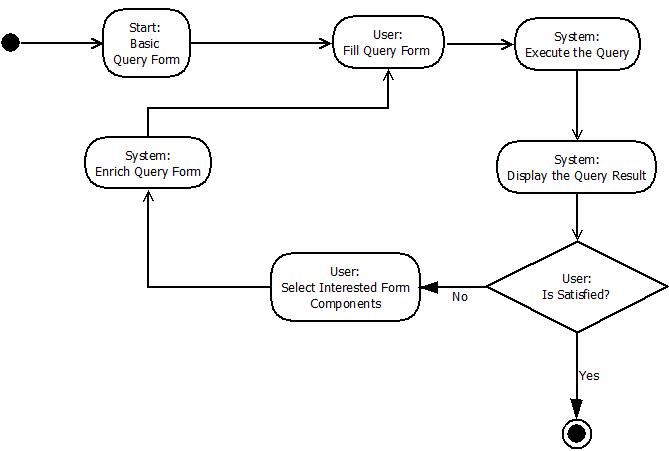 Start:
Basic
Query Form
User:
Fill Query Form
System:
Execute the Query
System:
Enrich Query Form
System:
Display the Query Result
User:
Select Interested Form
Components
No
User:
Is Satisfied?
Yes